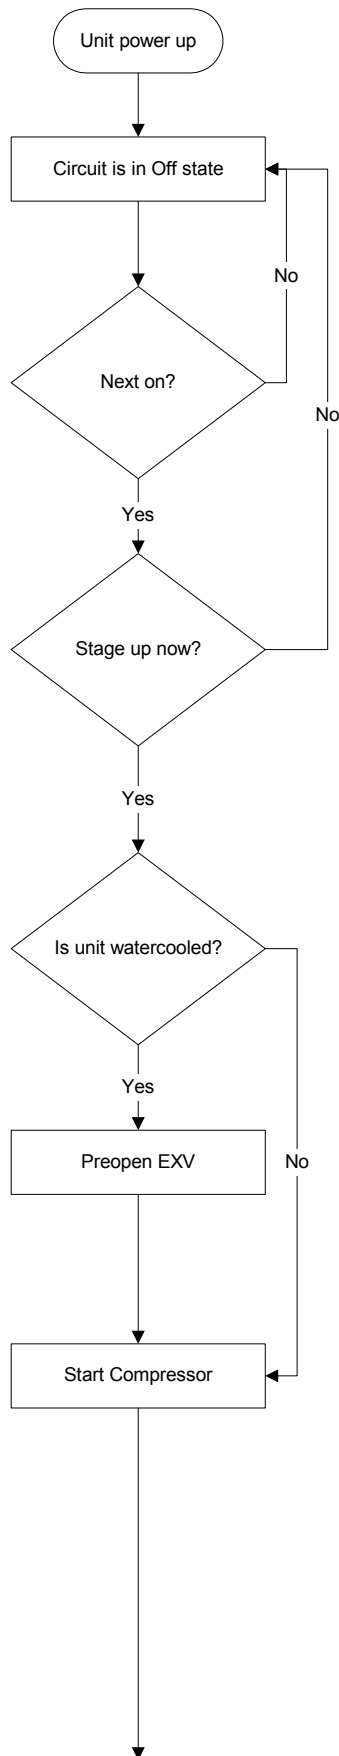 Unit power up
Circuit is in Off state
No
Next on?
No
Yes
Stage up now?
Yes
Is unit watercooled?
Yes
Preopen EXV
No
Start Compressor